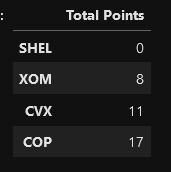 : Total Points
SHEL 0
XOM 8
CVX 11
COP 17